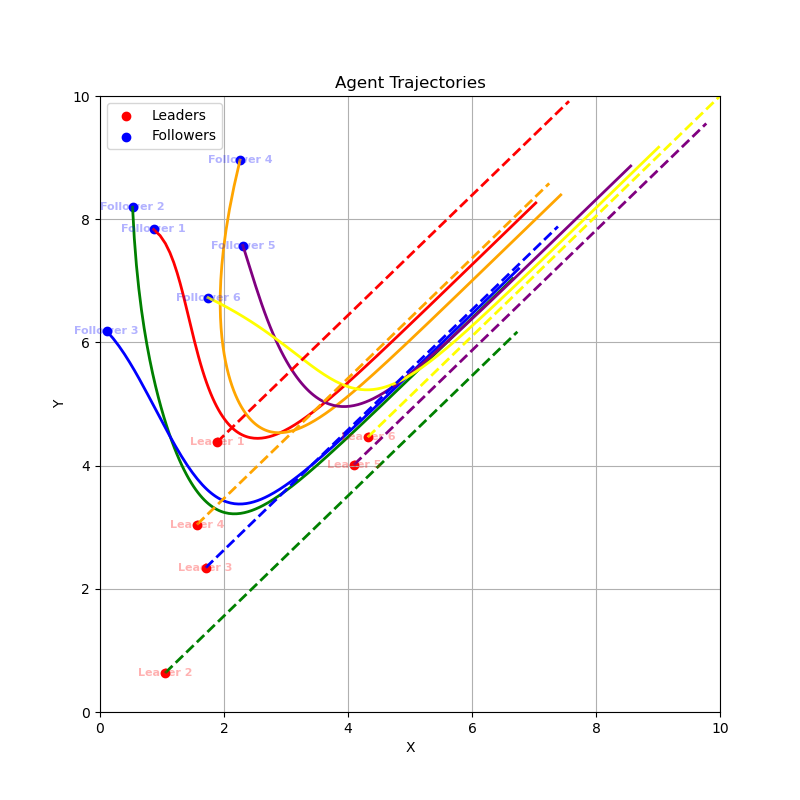 Agent Trajectories
10
Leaders
Followers
Follower 4
Follower 2
8
Follower 1
Follower 5
Follower 6
Follower 3
6
Y
Leader 1
Leader 6
4
Leader 5
Leader 4
Leader 3
2
Leader 2
0
0 2 4 6 8 10
X